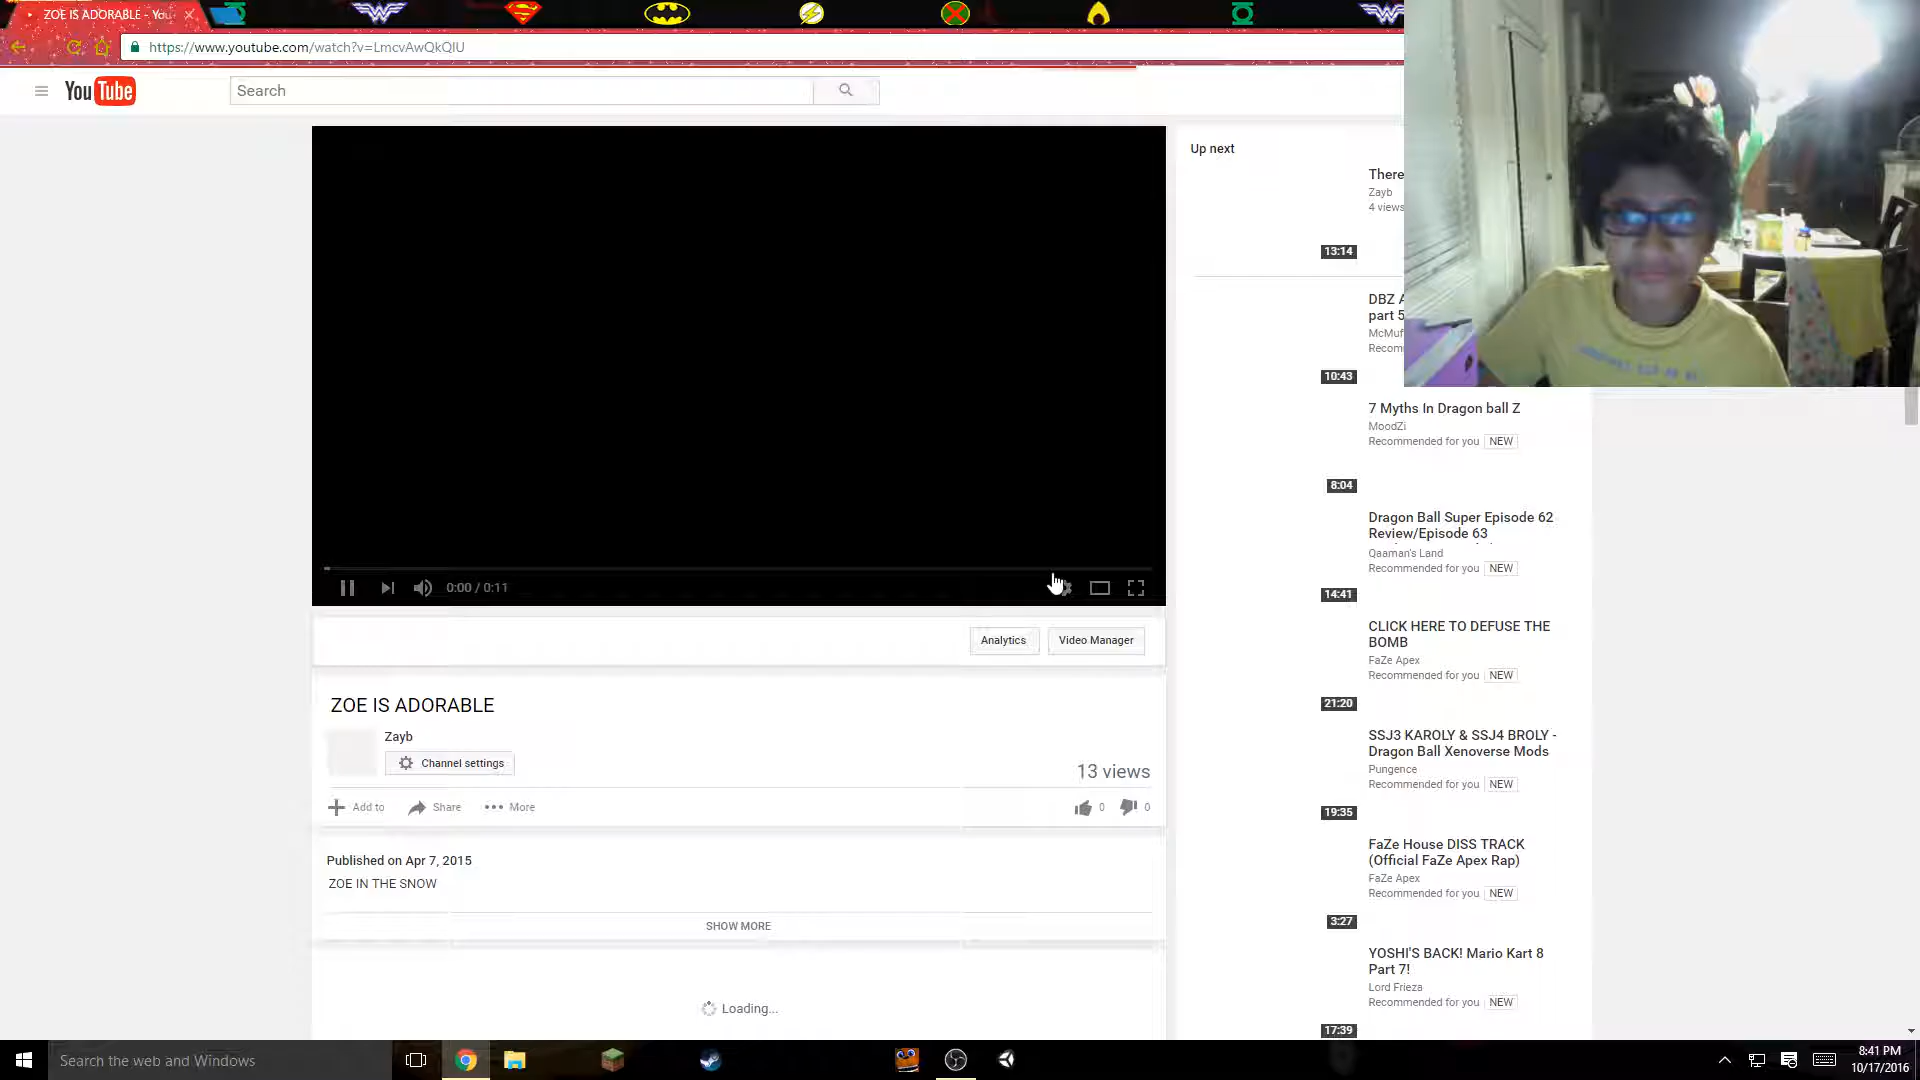 ZOE IS ADORABLE - You
https://www.youtube.com/watch?v=LmcvAwQkQIU
YouTube
Search
0:00 / 0:11
Analytics
Video Manager
ZOE IS ADORABLE
Zayb
Channel settings
13 views
Add to
Share
More
0
0
Published on Apr 7, 2015
ZOE IN THE SNOW
SHOW MORE
Loading...
Up next
There
Zayb
4 views
13:14
DBZ A
part 5
McMuf
Recom
10:43
7 Myths In Dragon ball Z
MoodZi
Recommended for you NEW
8:04
Dragon Ball Super Episode 62
Review/Episode 63
Qaaman's Land
Recommended for you NEW
14:41
CLICK HERE TO DEFUSE THE
BOMB
FaZe Apex
Recommended for you NEW
21:20
SSJ3 KAROLY & SSJ4 BROLY -
Dragon Ball Xenoverse Mods
Pungence
Recommended for you NEW
19:35
FaZe House DISS TRACK
(Official FaZe Apex Rap)
FaZe Apex
Recommended for you NEW
3:27
YOSHI'S BACK! Mario Kart 8
Part 7!
Lord Frieza
Recommended for you NEW
17:39
Search the web and Windows
8:41 PM
10/17/2016